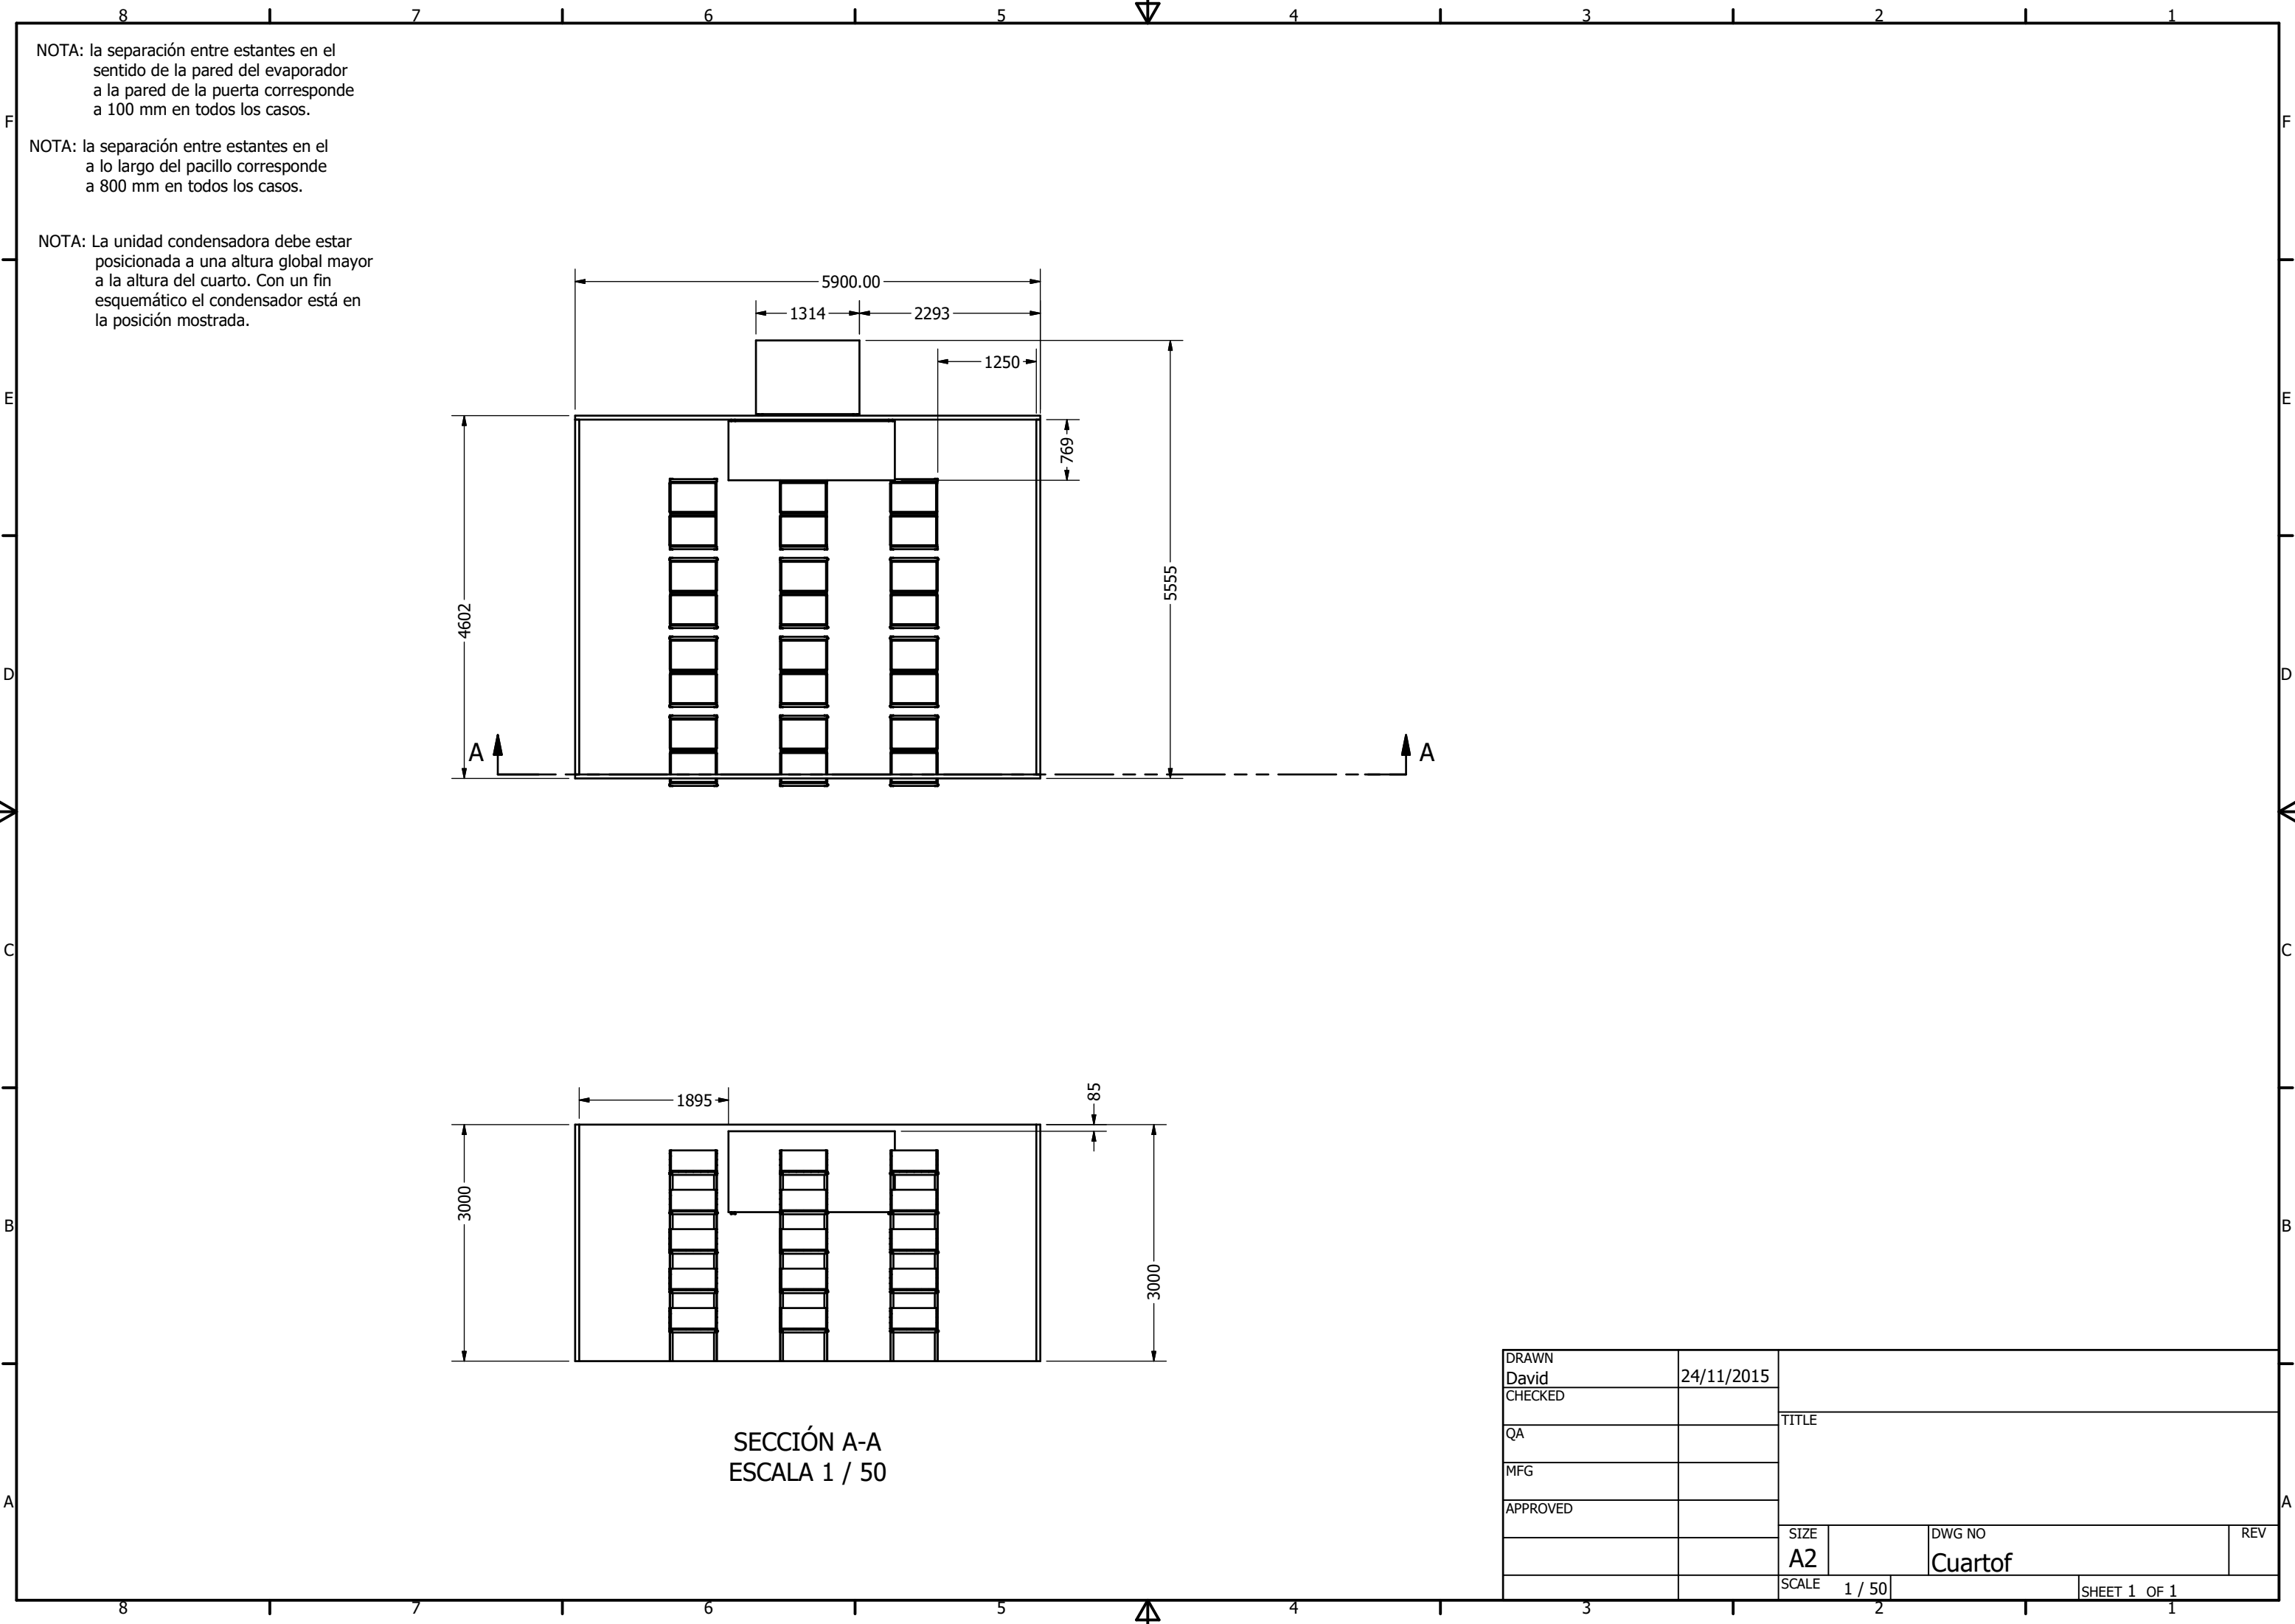 8 7 6 5 4 3 2 1
NOTA: la separación entre estantes en el
sentido de la pared del evaporador
a la pared de la puerta corresponde
a 100 mm en todos los casos.
F F
NOTA: la separación entre estantes en el
a lo largo del pacillo corresponde
a 800 mm en todos los casos.
NOTA: La unidad condensadora debe estar
posicionada a una altura global mayor
a la altura del cuarto. Con un fin
esquemático el condensador está en
la posición mostrada.
5900.00
1314 2293
1250
E E
769
5555
4602
D D
A A
C C
85
1895
3000
B B
3000
SECCIÓN A-A
ESCALA 1 / 50
DRAWN
David 24/11/2015
CHECKED
TITLE
QA
MFG
A A
APPROVED
SIZE DWG NO REV
A2 Cuartof
SCALE 1 / 50 SHEET 1 OF 1
8 7 6 5 4 3 2 1